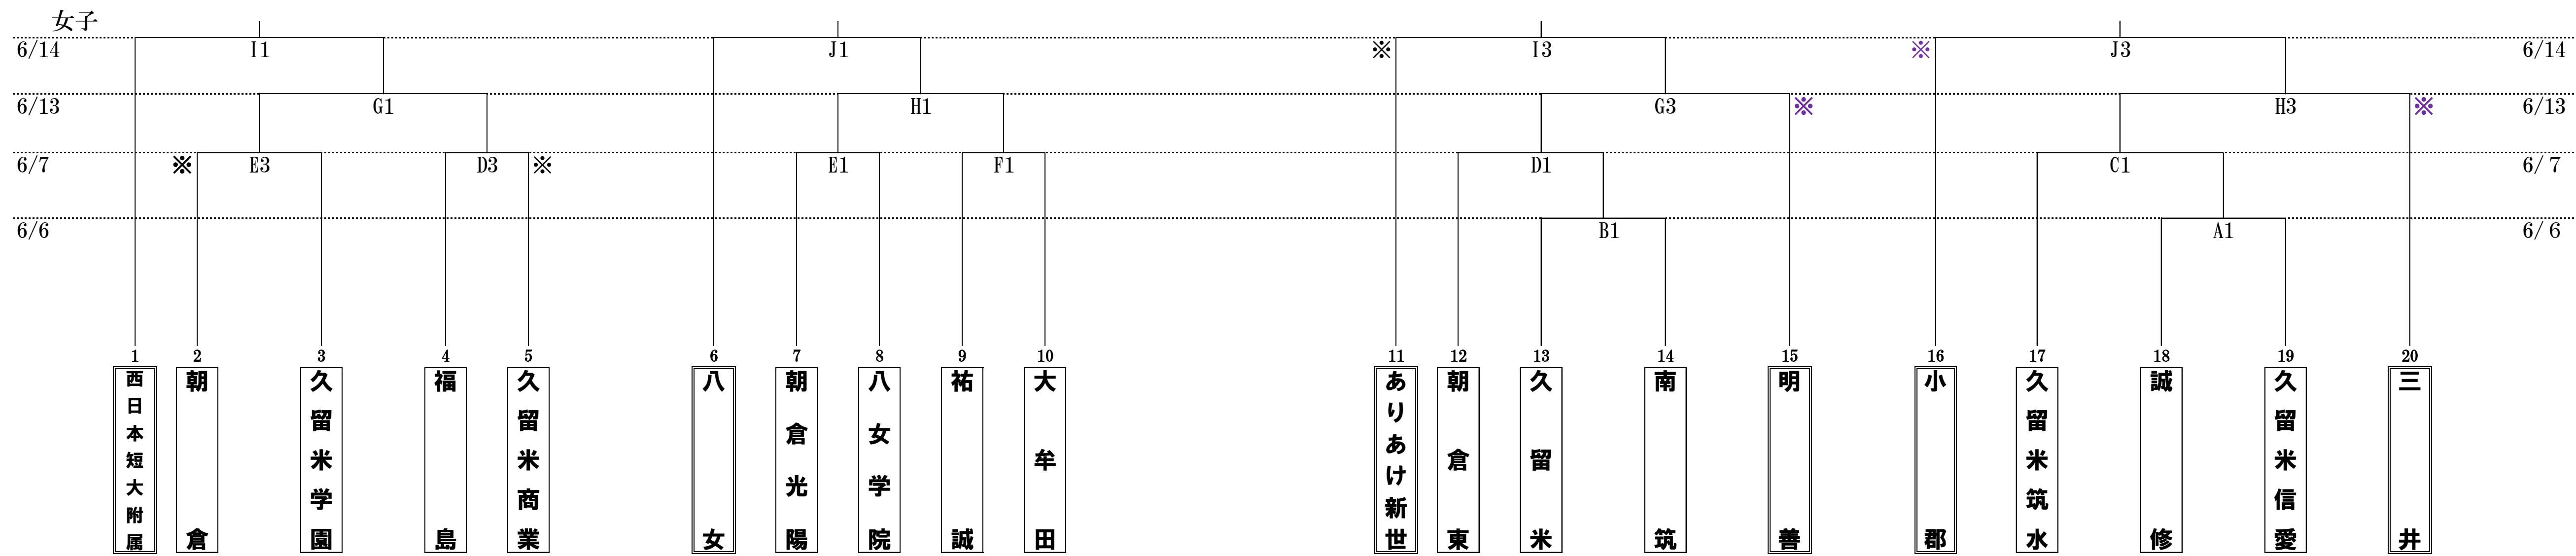 女子
6/14 I1 J1 ※ I3 ※ J3 6/14
6/13 G1 H1 G3 ※ H3 ※ 6/13
6/7 ※ E3 D3 ※ E1 F1 D1 C1 6/ 7
6/6 B1 A1 6/ 6
1 2 3 4 5 6 7 8 9 10 11 12 13 14 15 16 17 18 19 20
西日本短大附属
朝倉
久留米学園
福島
久留米商業
八女
朝倉光陽
八女学院
祐誠
大牟田
ありあけ新世
朝倉東
久留米
南筑
明善
小郡
久留米筑水
誠修
久留米信愛
三井